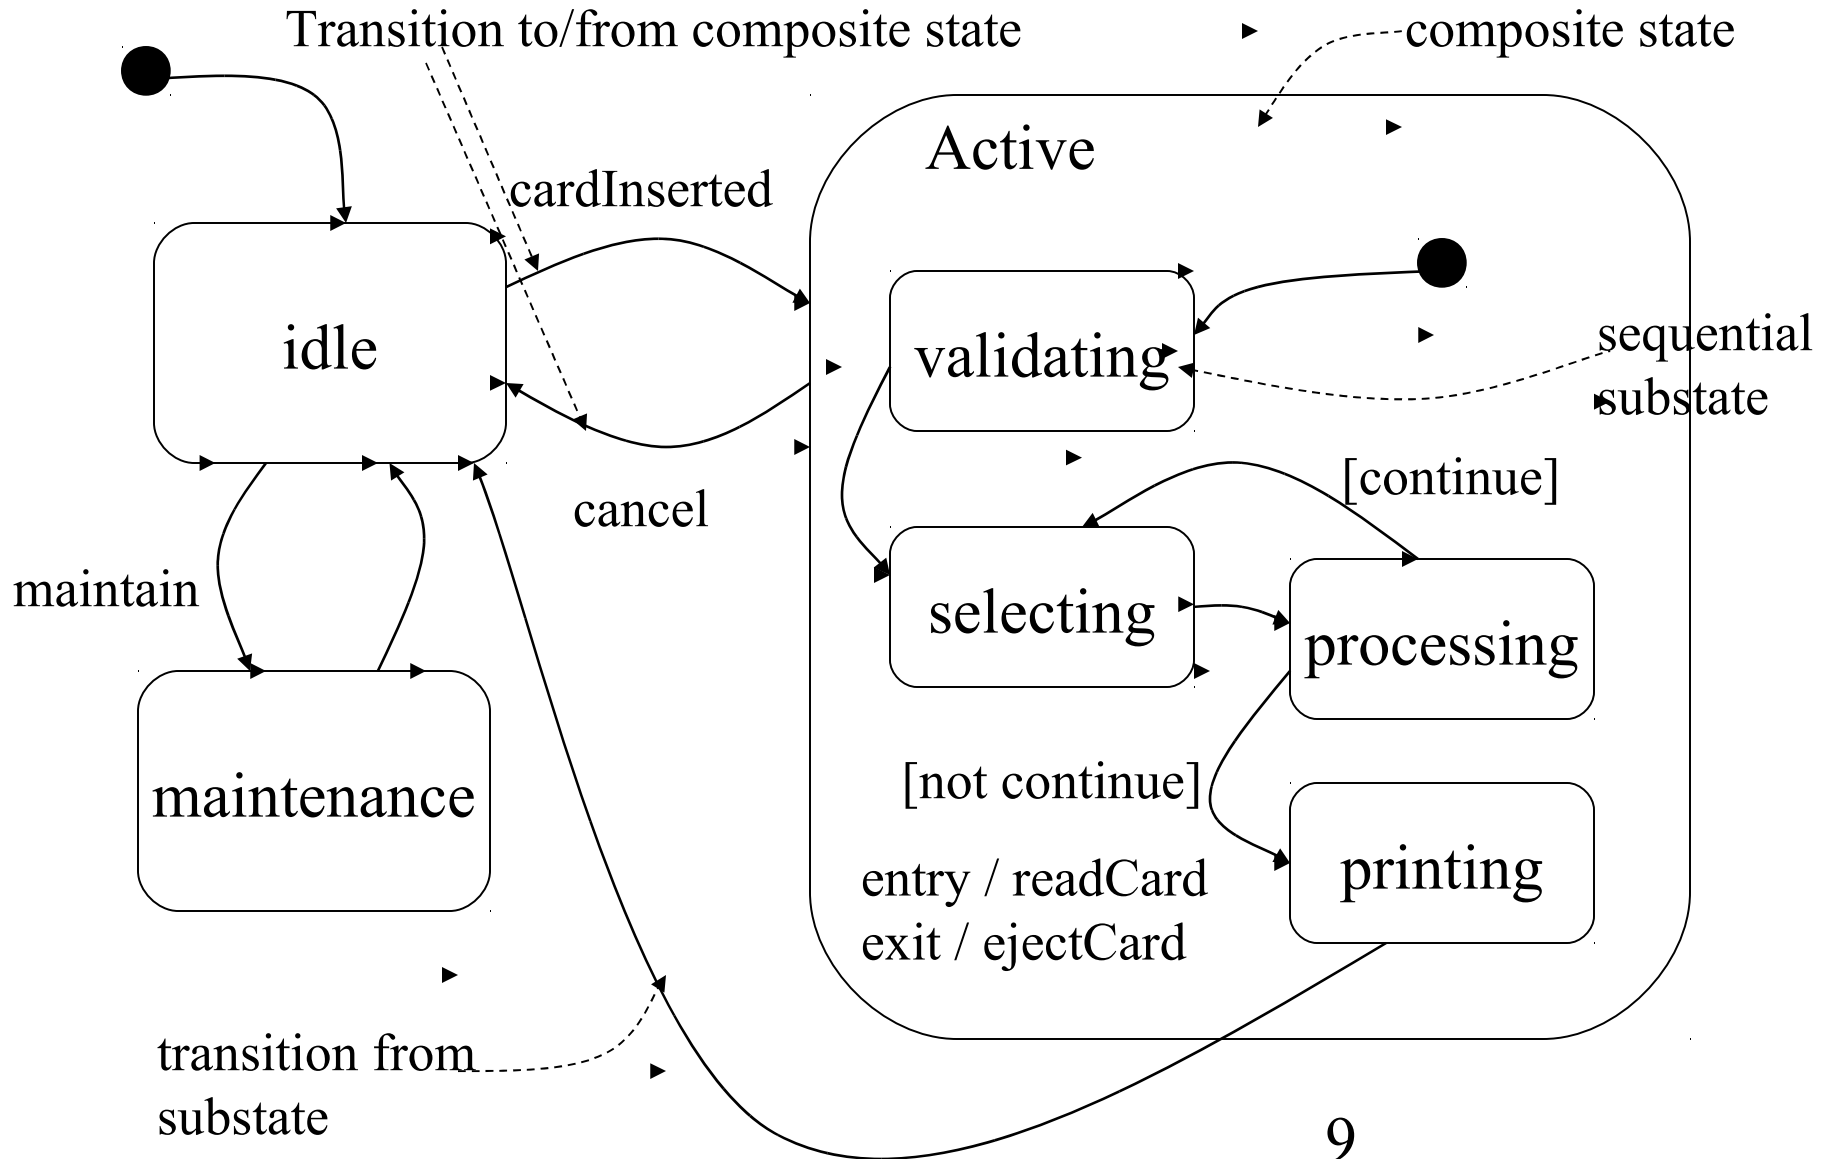 Transition to/from composite state
composite state
Active
cardInserted
idle
validating
sequential
substate
[continue]
cancel
maintain
selecting
processing
maintenance
[not continue]
printing
entry / readCard
exit / ejectCard
transition from
substate
9